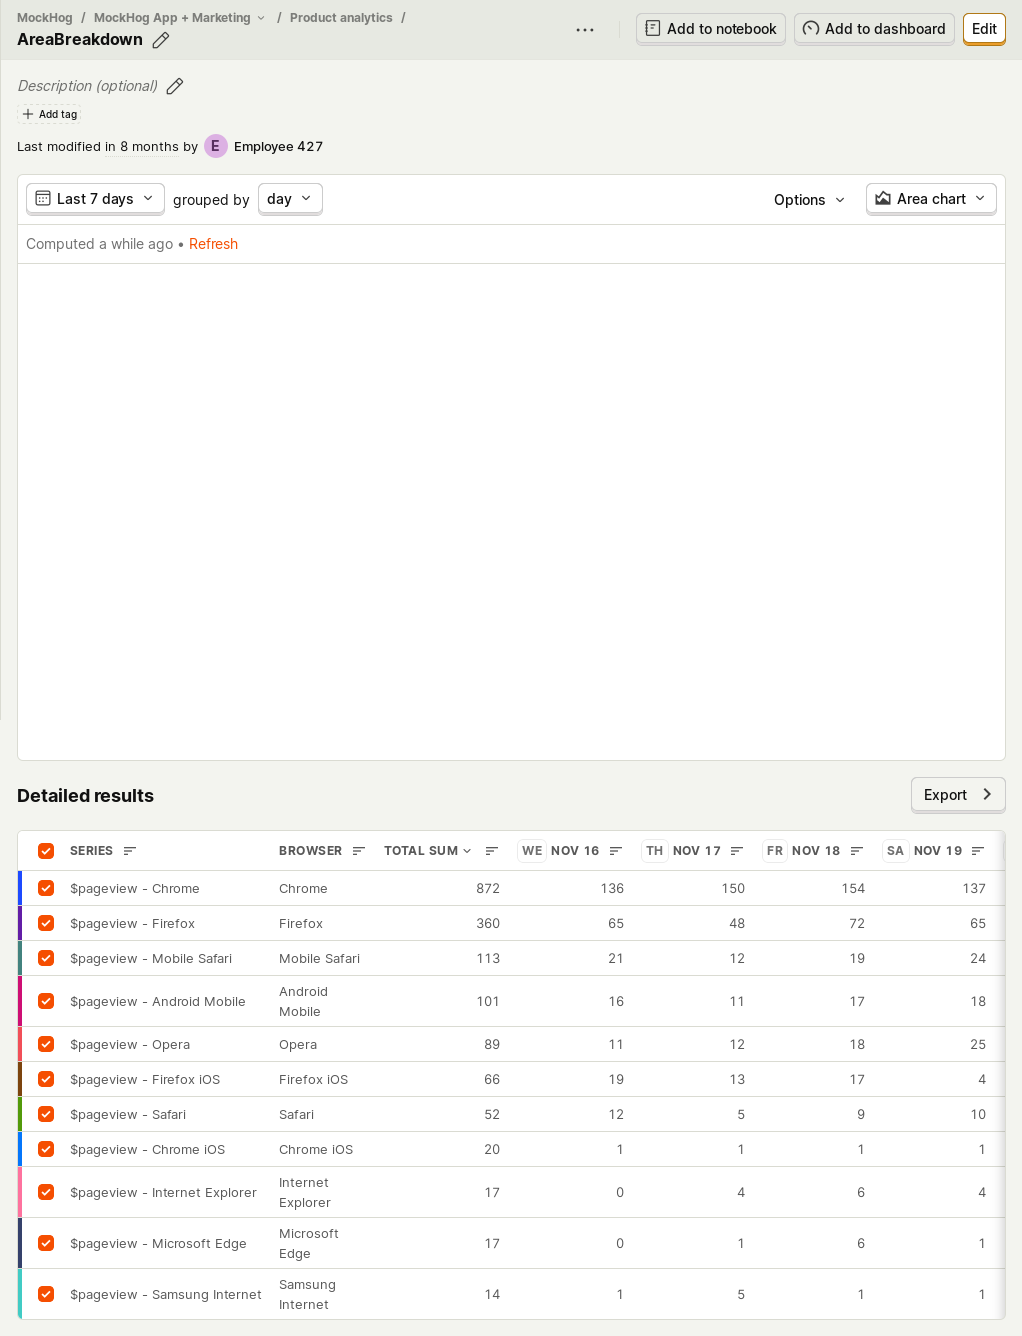 MockHog / MockHog App + Marketing / Product analytics /
AreaBreakdown
Add to notebook
Add to dashboard
Edit
Description (optional)
Add tag
Last modified in 8 months by E Employee 427
Last 7 days grouped by day
Options
Area chart
Computed a while ago • Refresh
Detailed results
Export
SERIES BROWSER TOTAL SUM WE NOV 16 TH NOV 17 FR NOV 18 SA NOV 19
$pageview - Chrome Chrome 872 136 150 154 137
$pageview - Firefox Firefox 360 65 48 72 65
$pageview - Mobile Safari Mobile Safari 113 21 12 19 24
$pageview - Android Mobile Android Mobile 101 16 11 17 18
$pageview - Opera Opera 89 11 12 18 25
$pageview - Firefox iOS Firefox iOS 66 19 13 17 4
$pageview - Safari Safari 52 12 5 9 10
$pageview - Chrome iOS Chrome iOS 20 1 1 1 1
$pageview - Internet Explorer Internet Explorer 17 0 4 6 4
$pageview - Microsoft Edge Microsoft Edge 17 0 1 6 1
$pageview - Samsung Internet Samsung Internet 14 1 5 1 1